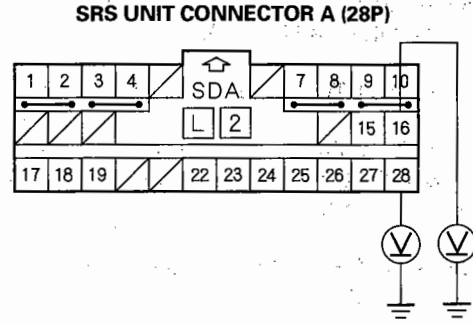 SRS UNIT CONNECTOR A (28P)
1 2 3 4 7 8 9 10
SDA
L 2
15 16
17 18 19 22 23 24 25 26 27 28
V V